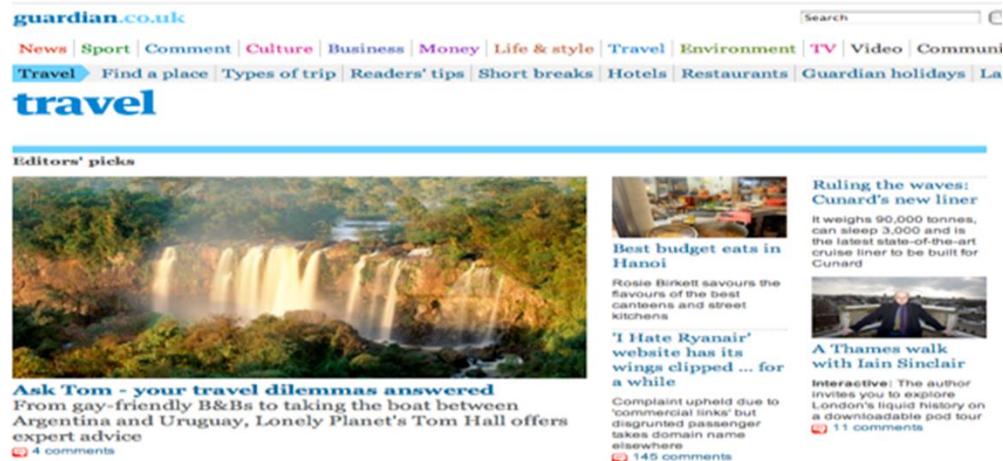 guardian.co.uk
Search
News Sport Comment Culture Business Money Life & style Travel Environment TV Video Communi
Travel Find a place Types of trip Readers' tips Short breaks Hotels Restaurants Guardian holidays La
travel
Editors' picks
Ask Tom - your travel dilemmas answered
From gay-friendly B&Bs to taking the boat between
Argentina and Uruguay, Lonely Planet's Tom Hall offers
expert advice
4 comments
Best budget eats in
Hanoi
Rosie Birkett savours the
flavours of the best
canteens and street
kitchens
'I Hate Ryanair'
website has its
wings clipped ... for
a while
Complaint upheld due to
'commercial links' but
disgrunted passenger
takes domain name
elsewhere
145 comments
Ruling the waves:
Cunard's new liner
It weighs 90,000 tonnes,
can sleep 3,000 and is
the latest state-of-the-art
cruise liner to be built for
Cunard
A Thames walk
with Iain Sinclair
Interactive: The author
invites you to explore
London's liquid history on
a downloadable pod tour
11 comments